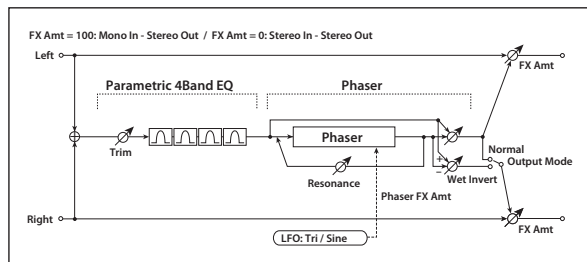 FX Amt = 100: Mono In - Stereo Out / FX Amt = 0: Stereo In - Stereo Out
Left
FX Amt
Parametric 4Band EQ
Phaser
Trim
Phaser
Normal
Output Mode
+
−
Wet Invert
Resonance
Phaser FX Amt
Right
FX Amt
LFO: Tri / Sine